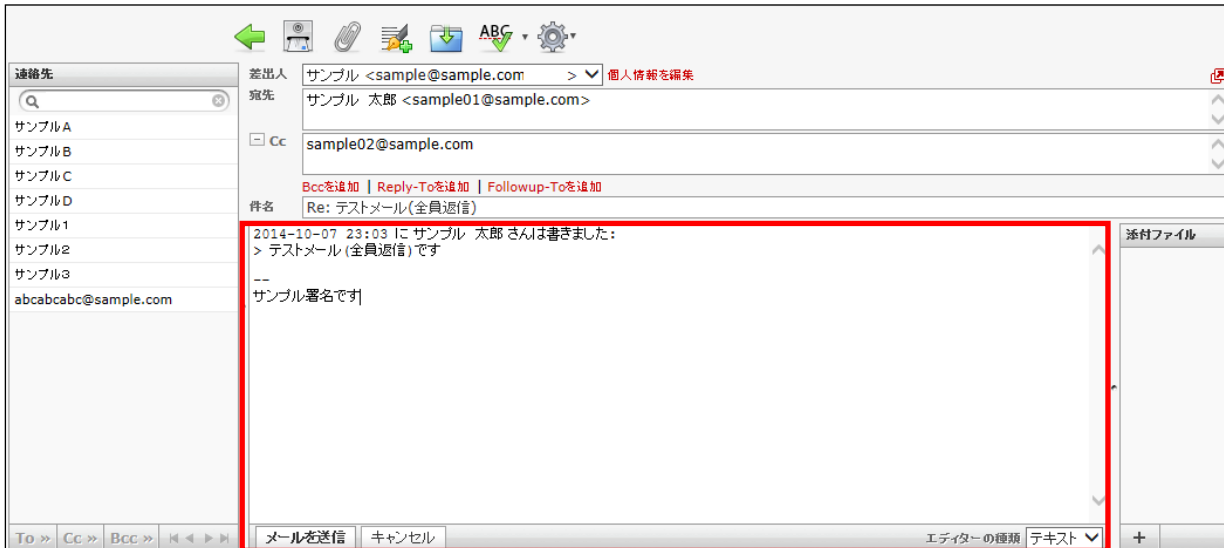 ABC
連絡先
サンプルA
サンプルB
サンプルC
サンプルD
サンプル1
サンプル2
サンプル3
abcabcabc@sample.com
To » Cc » Bcc »
差出人 サンプル <sample@sample.com > 個人情報を編集
宛先 サンプル 太郎 <sample01@sample.com>
Cc sample02@sample.com
Bccを追加 | Reply-Toを追加 | Followup-Toを追加
件名 Re: テストメール(全員返信)
2014-10-07 23:03 に サンプル 太郎 さんは書きました:
> テストメール(全員返信)です
--
サンプル署名です
メールを送信 キャンセル エディターの種類 テキスト
添付ファイル
+